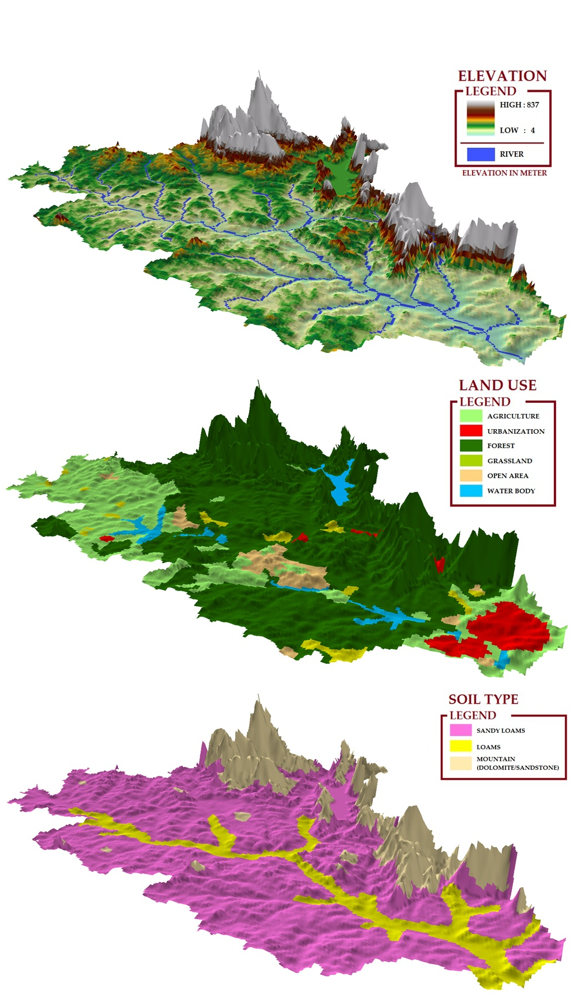 ELEVATION
LEGEND
HIGH : 837
LOW : 4
RIVER
ELEVATION IN METER
LAND USE
LEGEND
AGRICULTURE
URBANIZATION
FOREST
GRASSLAND
OPEN AREA
WATER BODY
SOIL TYPE
LEGEND
SANDY LOAMS
LOAMS
MOUNTAIN
(DOLOMITE/SANDSTONE)